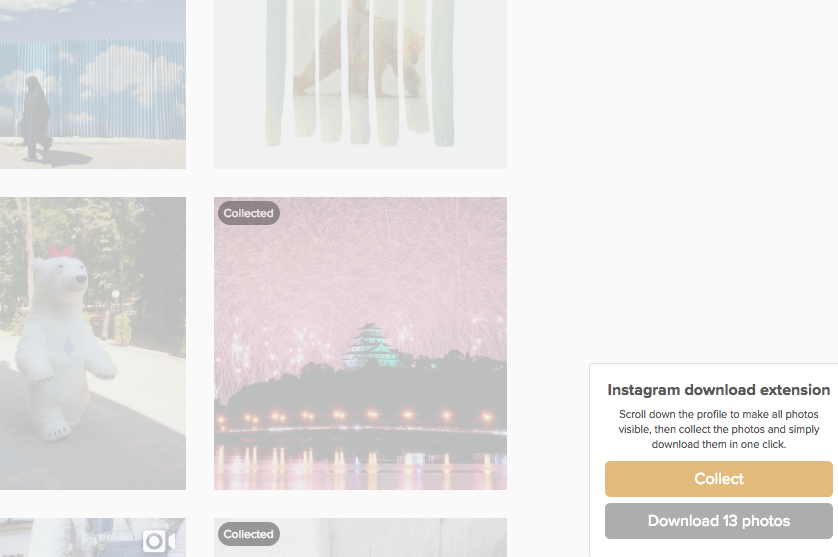 Collected
Instagram download extension
Scroll down the profile to make all photos
visible, then collect the photos and simply
download them in one click.
Collect
Download 13 photos
Collected